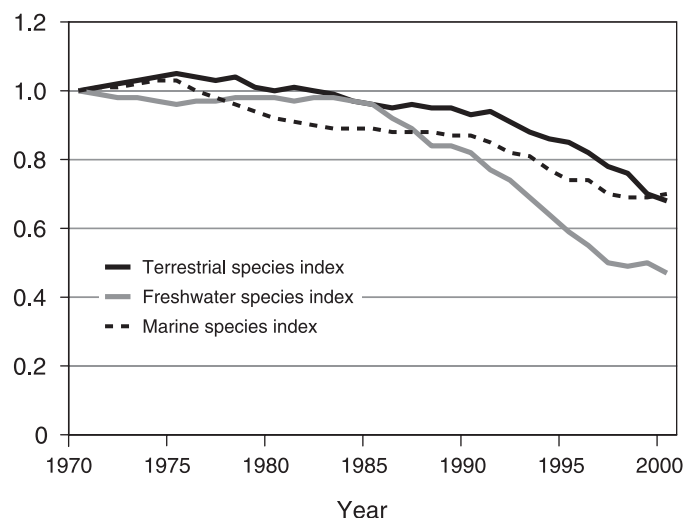 1.2
1.0
0.8
0.6
0.4
0.2
0
Terrestrial species index
Freshwater species index
Marine species index
1970 1975 1980 1985 1990 1995 2000
Year